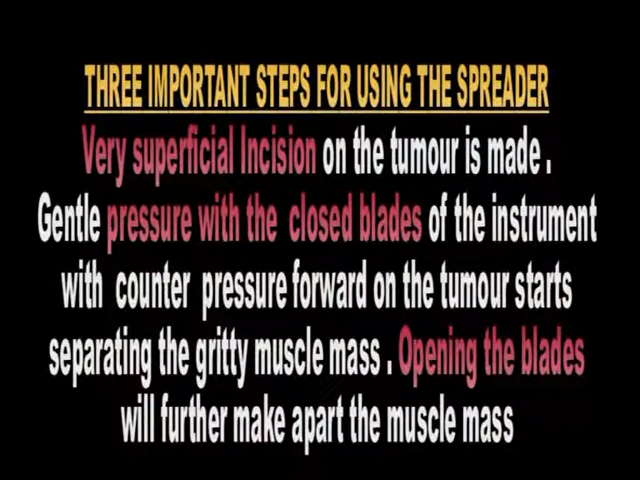 THREE IMPORTANT STEPS FOR USING THE SPREADER
Very superficial Incision on the tumour is made .
Gentle pressure with the closed blades of the instrument
with counter pressure forward on the tumour starts
separating the gritty muscle mass . Opening the blades
will further make apart the muscle mass